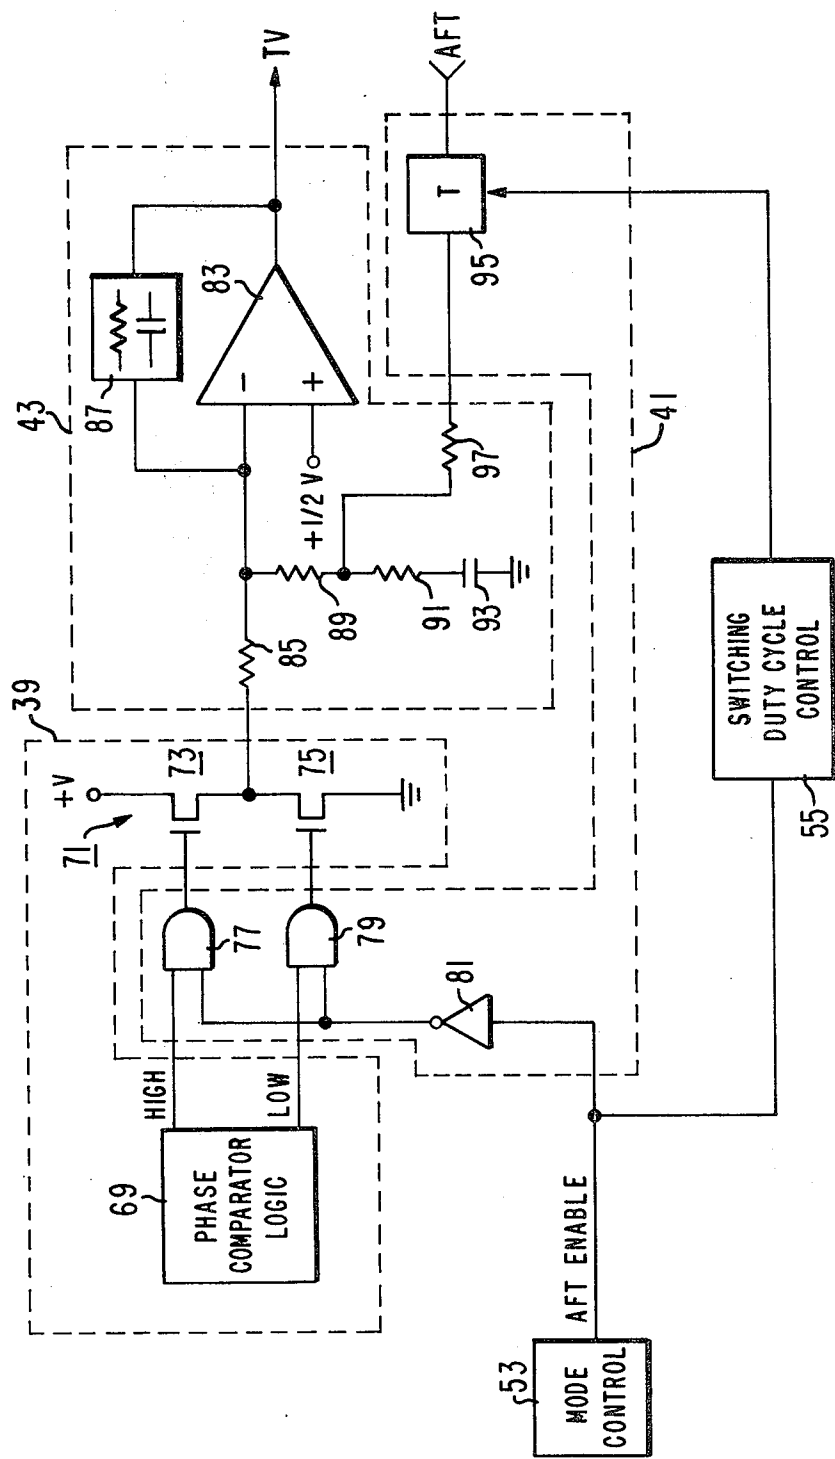 39
43
+V
71
73
75
85
87
83
TV
+1/2 V
−
+
89
91
93
97
95
T
AFT
69
PHASE
COMPARATOR
LOGIC
HIGH
LOW
77
79
81
41
53
MODE
CONTROL
AFT ENABLE
SWITCHING
DUTY CYCLE
CONTROL
55